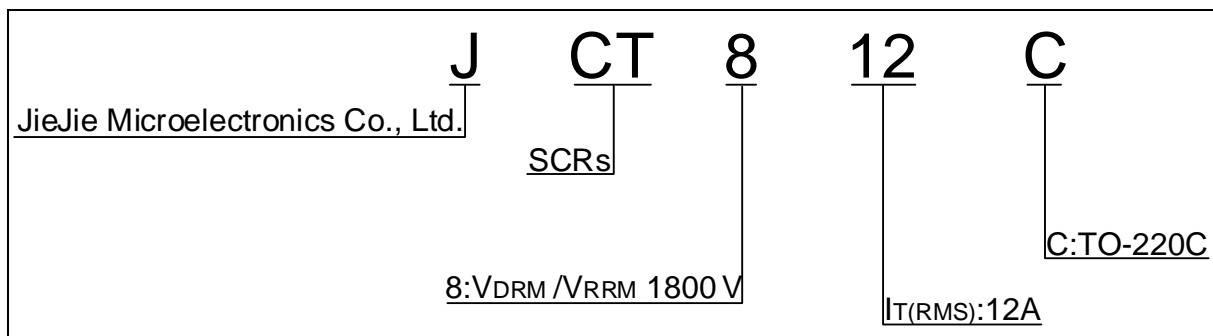 J CT 8 12 C
JieJie Microelectronics Co., Ltd.
SCRs
C:TO-220C
8:VDRM /VRRM 1800 V
IT(RMS):12A